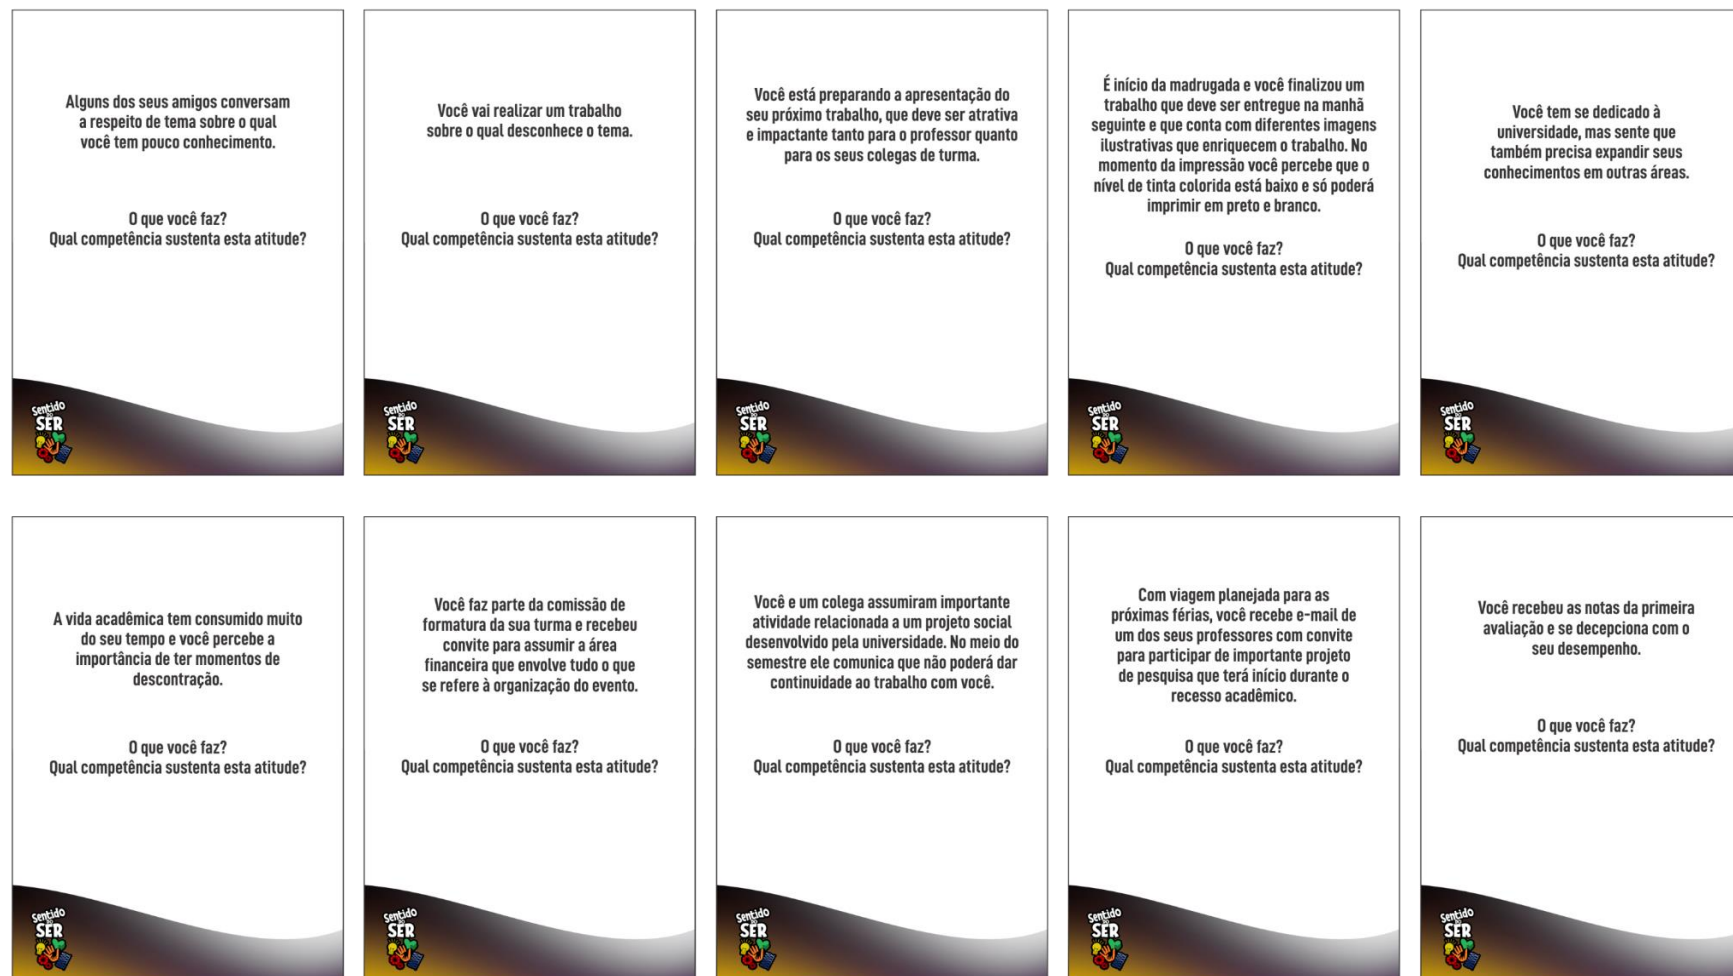 Alguns dos seus amigos conversam
a respeito de tema sobre o qual
você tem pouco conhecimento.
O que você faz?
Qual competência sustenta esta atitude?
Sentido
do
SER
Você vai realizar um trabalho
sobre o qual desconhece o tema.
O que você faz?
Qual competência sustenta esta atitude?
Sentido
do
SER
Você está preparando a apresentação do
seu próximo trabalho, que deve ser atrativa
e impactante tanto para o professor quanto
para os seus colegas de turma.
O que você faz?
Qual competência sustenta esta atitude?
Sentido
do
SER
É início da madrugada e você finalizou um
trabalho que deve ser entregue na manhã
seguinte e que conta com diferentes imagens
ilustrativas que enriquecem o trabalho. No
momento da impressão você percebe que o
nível de tinta colorida está baixo e só poderá
imprimir em preto e branco.
O que você faz?
Qual competência sustenta esta atitude?
Sentido
do
SER
Você tem se dedicado à
universidade, mas sente que
também precisa expandir seus
conhecimentos em outras áreas.
O que você faz?
Qual competência sustenta esta atitude?
Sentido
do
SER
A vida acadêmica tem consumido muito
do seu tempo e você percebe a
importância de ter momentos de
descontração.
O que você faz?
Qual competência sustenta esta atitude?
Sentido
do
SER
Você faz parte da comissão de
formatura da sua turma e recebeu
convite para assumir a área
financeira que envolve tudo o que
se refere à organização do evento.
O que você faz?
Qual competência sustenta esta atitude?
Sentido
do
SER
Você e um colega assumiram importante
atividade relacionada a um projeto social
desenvolvido pela universidade. No meio do
semestre ele comunica que não poderá dar
continuidade ao trabalho com você.
O que você faz?
Qual competência sustenta esta atitude?
Sentido
do
SER
Com viagem planejada para as
próximas férias, você recebe e-mail de
um dos seus professores com convite
para participar de importante projeto
de pesquisa que terá início durante o
recesso acadêmico.
O que você faz?
Qual competência sustenta esta atitude?
Sentido
do
SER
Você recebeu as notas da primeira
avaliação e se decepciona com o
seu desempenho.
O que você faz?
Qual competência sustenta esta atitude?
Sentido
do
SER